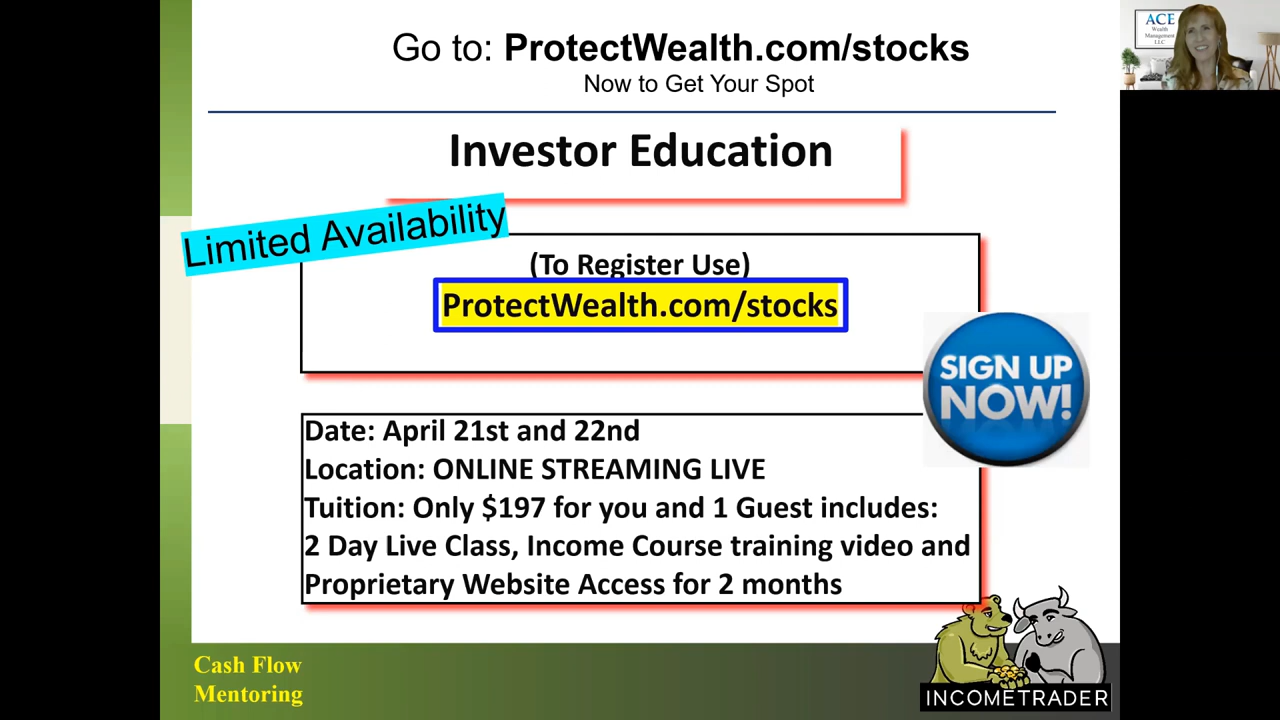 Go to: ProtectWealth.com/stocks
Now to Get Your Spot
Investor Education
Limited Availability
(To Register Use)
ProtectWealth.com/stocks
SIGN UP
NOW!
Date: April 21st and 22nd
Location: ONLINE STREAMING LIVE
Tuition: Only $197 for you and 1 Guest includes:
2 Day Live Class, Income Course training video and
Proprietary Website Access for 2 months
Cash Flow
Mentoring
INCOMETRADER
ACE
Wealth
Management
LLC